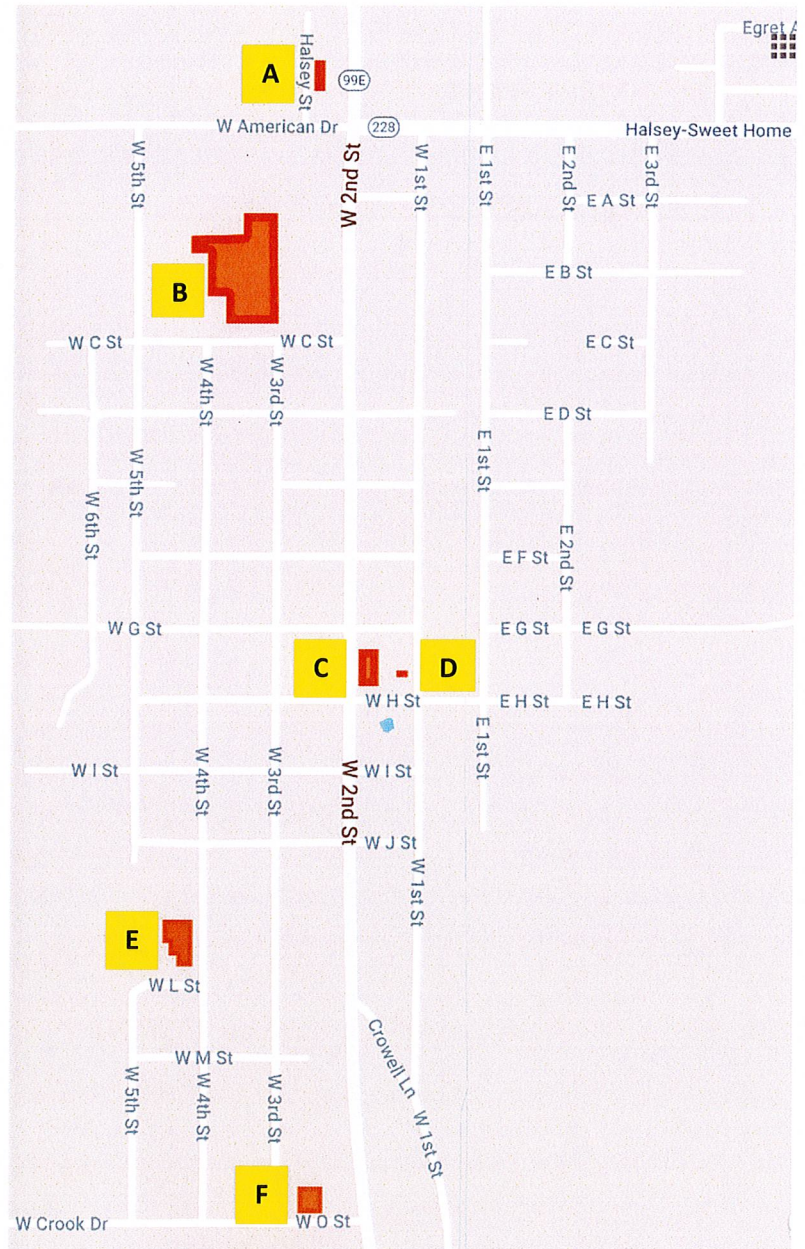 Egret A
Halsey St
A
99E
W American Dr
228
Halsey-Sweet Home
W 5th St
W 2nd St
W 1st St
E 1st St
E 2nd St
E 3rd St
E A St
E B St
B
W C St
W C St
E C St
W 4th St
W 3rd St
E D St
E 1st St
W 5th St
W 6th St
E 2nd St
E F St
W G St
E G St
E G St
C
D
W H St
E H St
E H St
E 1st St
W I St
W 4th St
W 3rd St
W 2nd St
W I St
W J St
W 1st St
E
W L St
Crowell Ln
W M St
W 5th St
W 4th St
W 3rd St
W 1st St
F
W Crook Dr
W O St